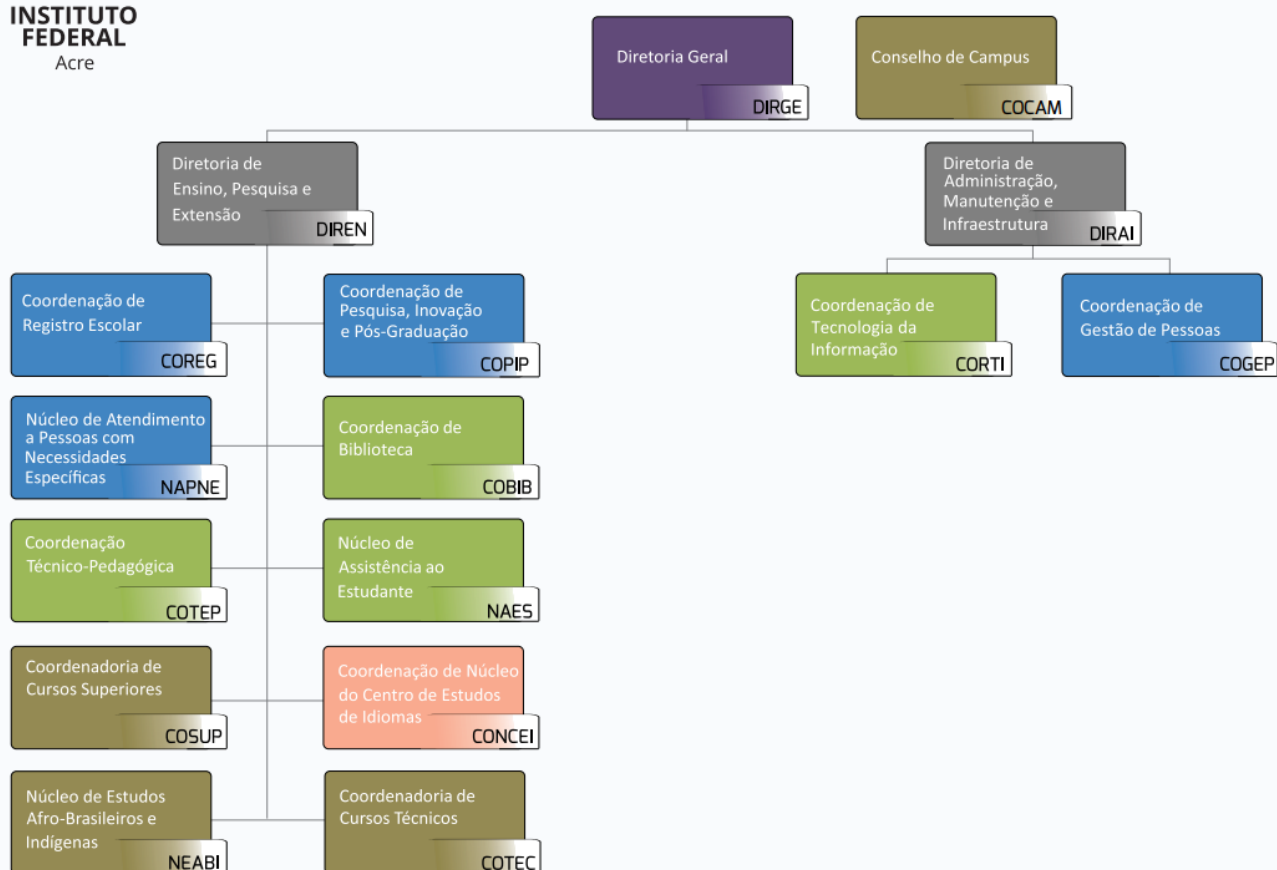 INSTITUTO
FEDERAL
Acre
Diretoria Geral
DIRGE
Conselho de Campus
COCAM
Diretoria de
Ensino, Pesquisa e
Extensão
DIREN
Diretoria de
Administração,
Manutenção e
Infraestrutura
DIRAI
Coordenação de
Registro Escolar
COREG
Coordenação de
Pesquisa, Inovação
e Pós-Graduação
COPIP
Coordenação de
Tecnologia da
Informação
CORTI
Coordenação de
Gestão de Pessoas
COGEP
Núcleo de Atendimento
a Pessoas com
Necessidades
Específicas
NAPNE
Coordenação de
Biblioteca
COBIB
Coordenação
Técnico-Pedagógica
COTEP
Núcleo de
Assistência ao
Estudante
NAES
Coordenadoria de
Cursos Superiores
COSUP
Coordenação de Núcleo
do Centro de Estudos
de Idiomas
CONCEI
Núcleo de Estudos
Afro-Brasileiros e
Indígenas
NEABI
Coordenadoria de
Cursos Técnicos
COTEC